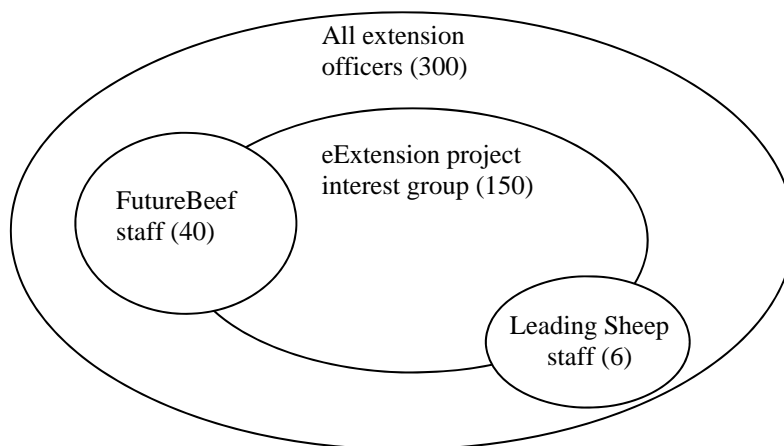 All extension
officers (300)
eExtension project
interest group (150)
FutureBeef
staff (40)
Leading Sheep
staff (6)